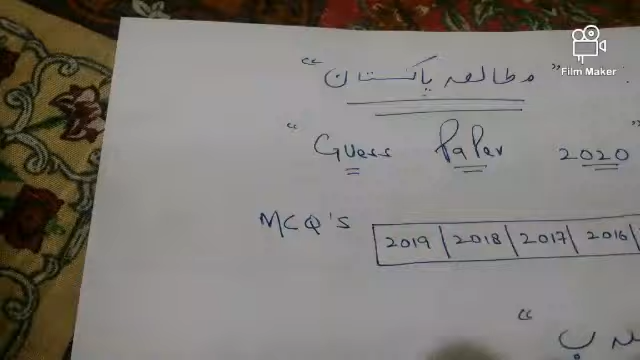 Film Maker
"مطالعہ پاکستان"
"Guess Paper 2020"
MCQ's 2019 | 2018 | 2017 | 2016 |
"